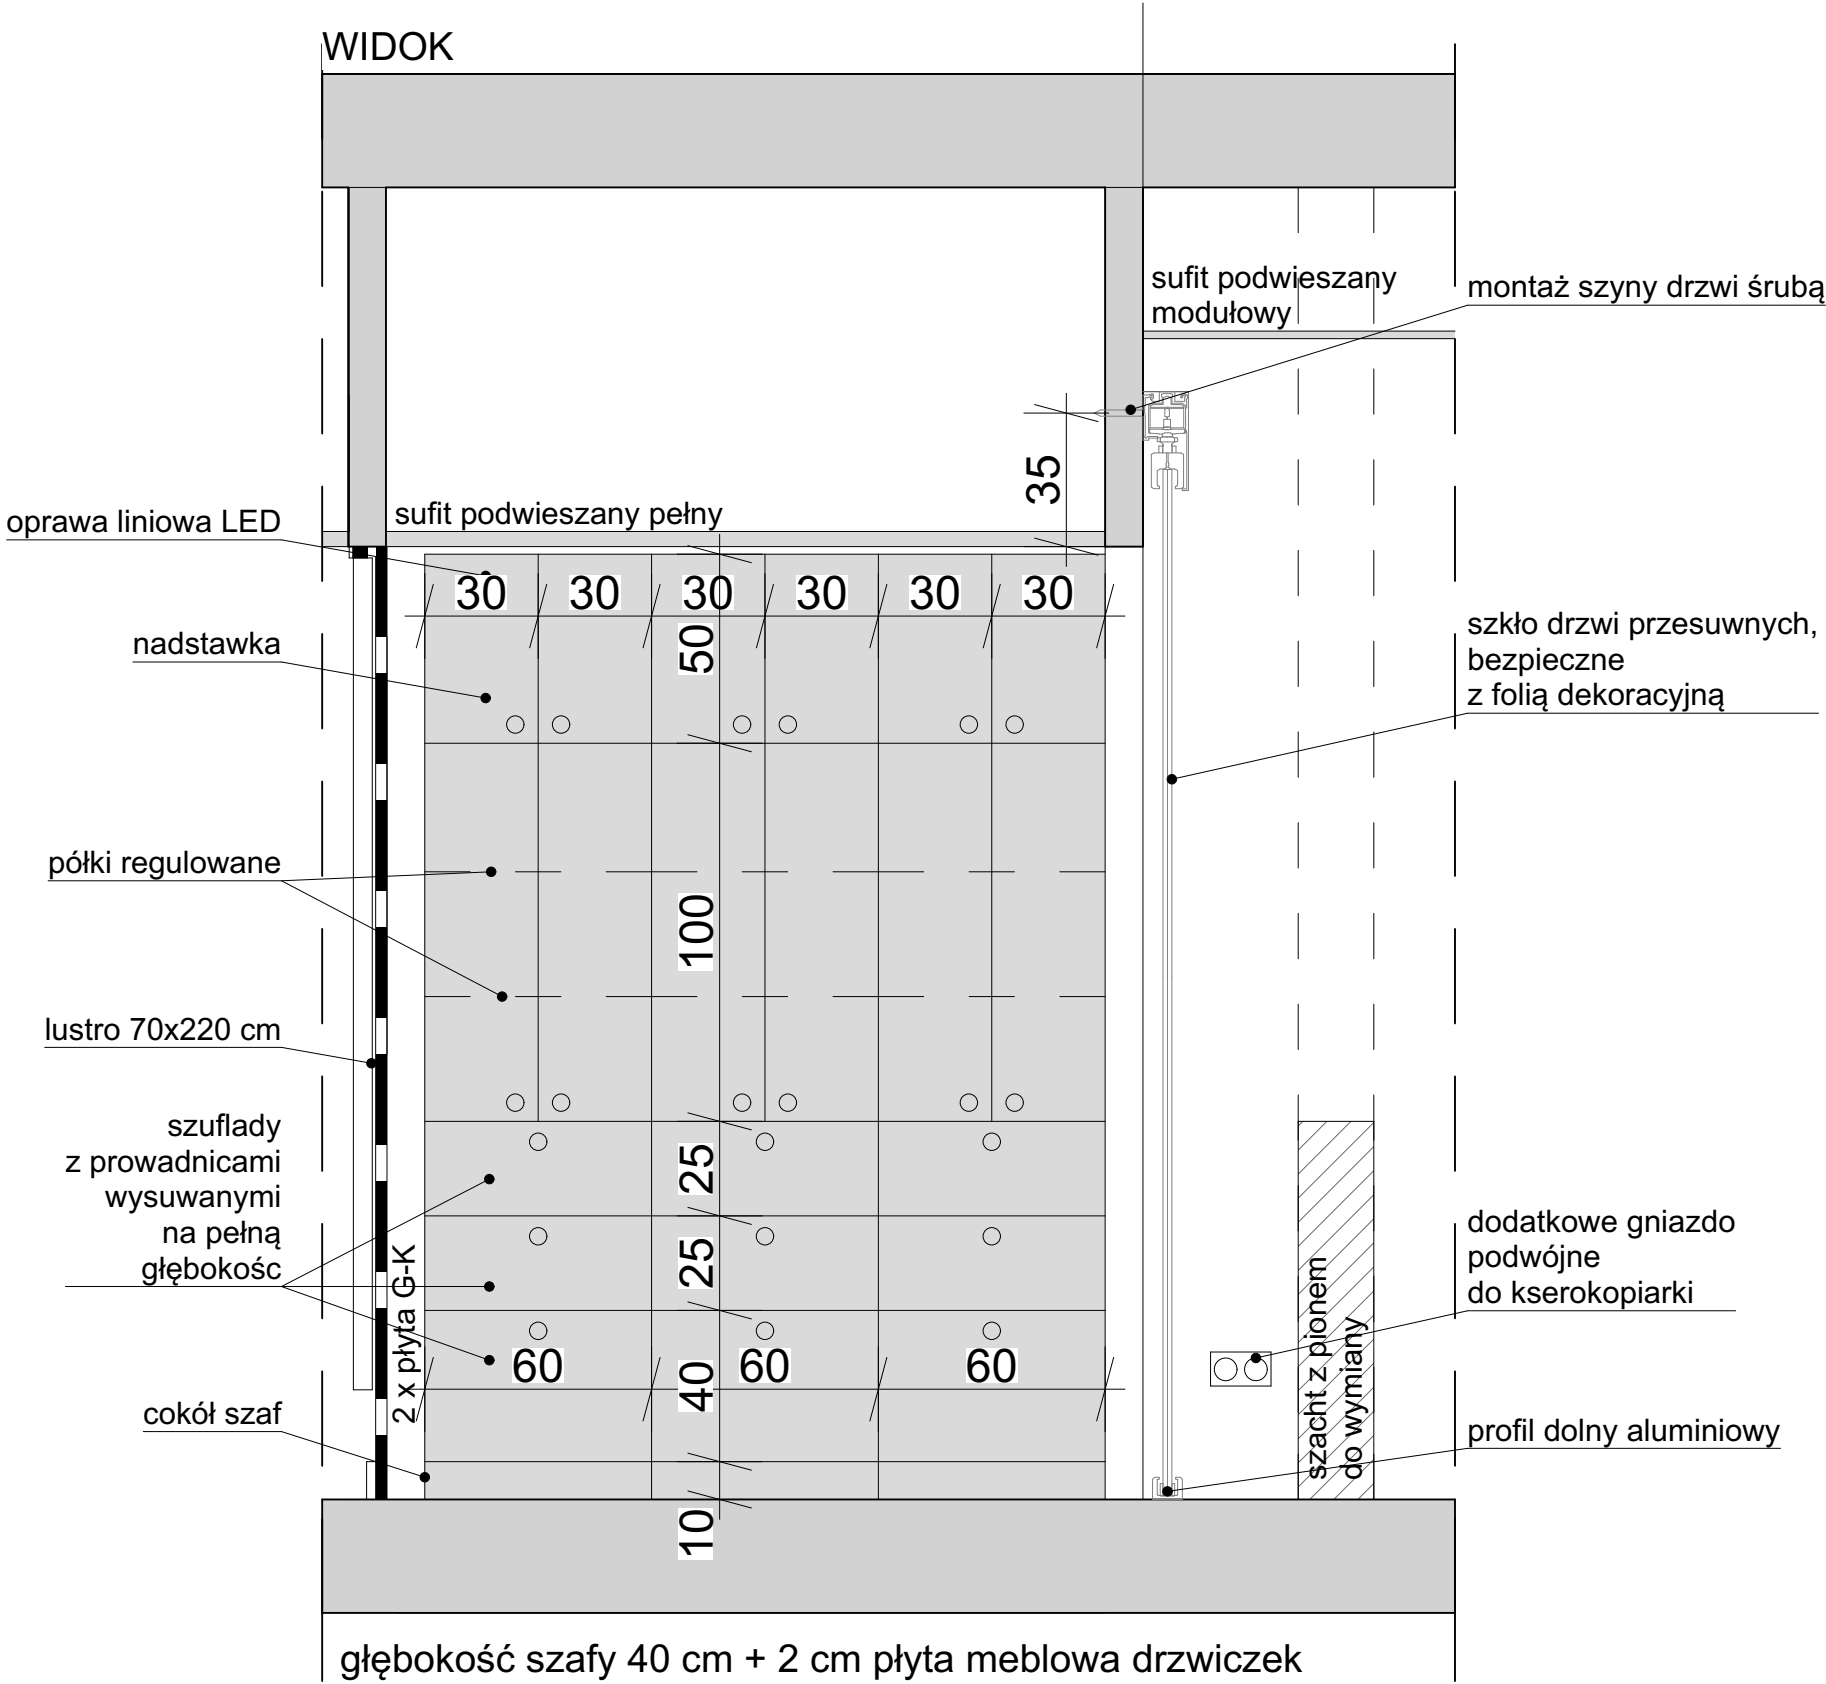 WIDOK
sufit podwieszany
modułowy
montaż szyny drzwi śrubą
35
oprawa liniowa LED
sufit podwieszany pełny
30
30
30
30
30
30
nadstawka
50
szkło drzwi przesuwnych,
bezpieczne
z folią dekoracyjną
półki regulowane
100
lustro 70x220 cm
szuflady
z prowadnicami
wysuwanymi
na pełną
głębokośc
25
25
2 x płyta G-K
60
60
60
40
dodatkowe gniazdo
podwójne
do kserokopiarki
szacht z pionem
do wymiany
cokół szaf
profil dolny aluminiowy
10
głębokość szafy 40 cm + 2 cm płyta meblowa drzwiczek